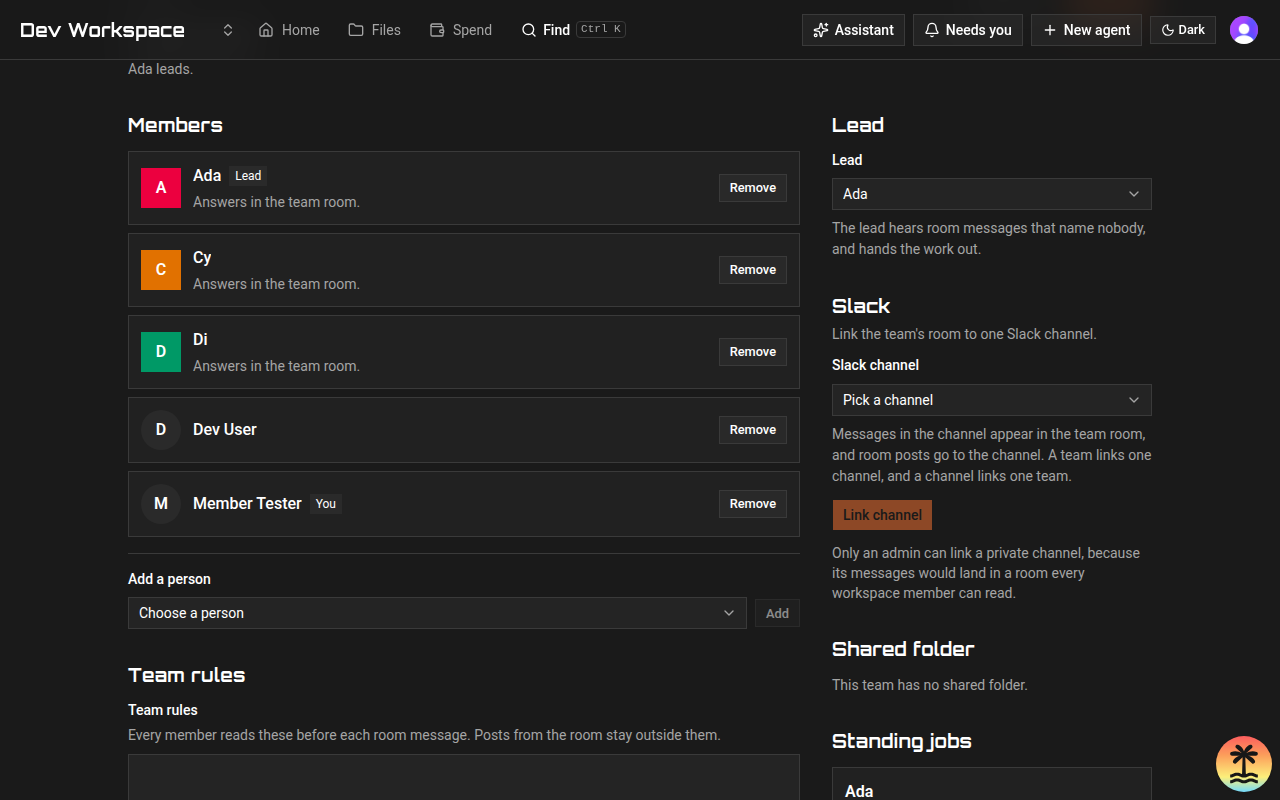 Dev Workspace
Home
Files
Spend
Find Ctrl K
Assistant
Needs you
New agent
Dark
Ada leads.
Members
A
Ada Lead
Answers in the team room.
Remove
C
Cy
Answers in the team room.
Remove
D
Di
Answers in the team room.
Remove
D
Dev User
Remove
M
Member Tester You
Remove
Add a person
Choose a person
Add
Team rules
Team rules
Every member reads these before each room message. Posts from the room stay outside them.
Lead
Lead
Ada
The lead hears room messages that name nobody,
and hands the work out.
Slack
Link the team's room to one Slack channel.
Slack channel
Pick a channel
Messages in the channel appear in the team room,
and room posts go to the channel. A team links one
channel, and a channel links one team.
Link channel
Only an admin can link a private channel, because
its messages would land in a room every
workspace member can read.
Shared folder
This team has no shared folder.
Standing jobs
Ada